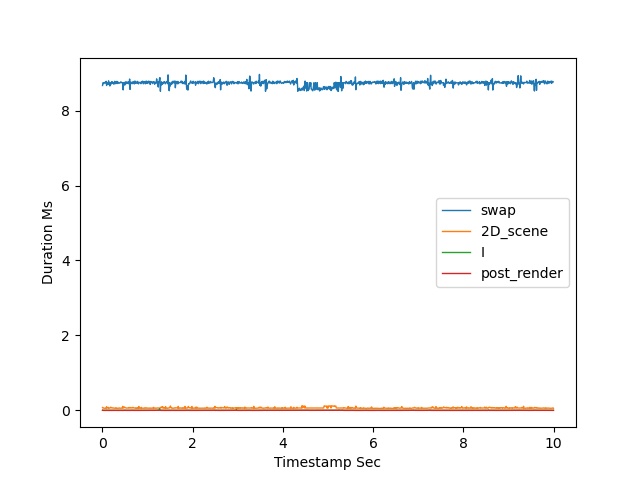 8
6
4
2
0
Duration Ms
swap
2D_scene
I
post_render
0
2
4
6
8
10
Timestamp Sec